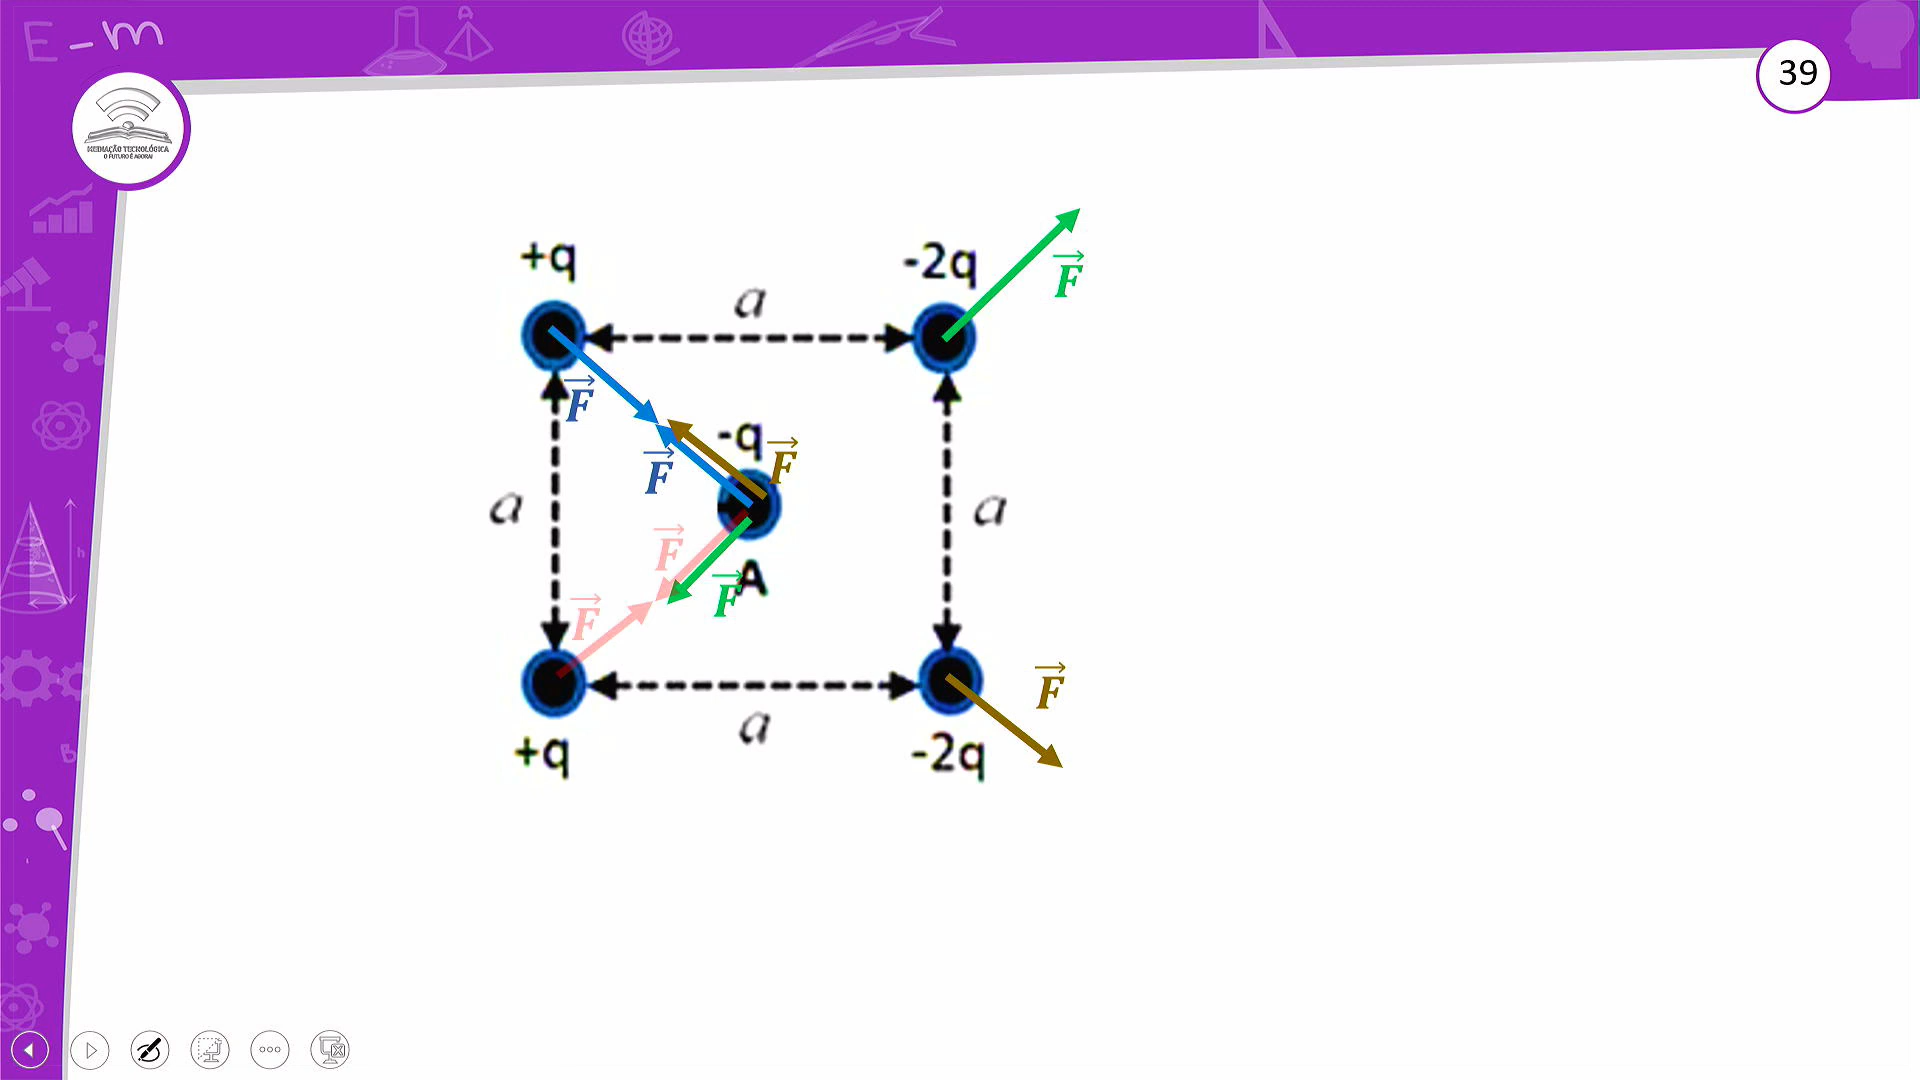 E-m
39
MEDIAÇÃO TECNOLÓGICA
O FUTURO É AGORA!
+q
-2q
F
a
F
-q
F
F
a
a
F
A
F
F
h
F
+q
a
-2q
B